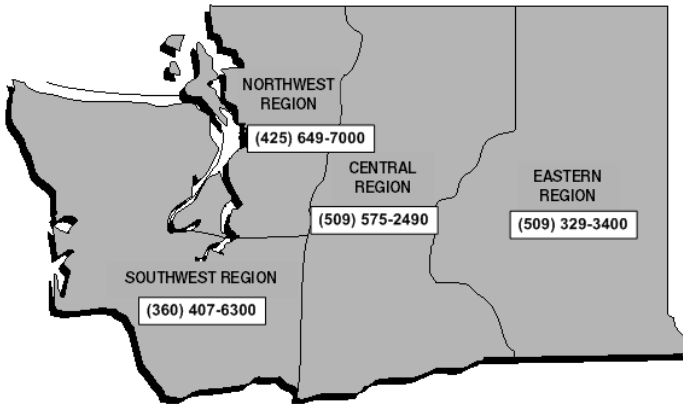 NORTHWEST
REGION
(425) 649-7000
CENTRAL
REGION
(509) 575-2490
EASTERN
REGION
(509) 329-3400
SOUTHWEST REGION
(360) 407-6300